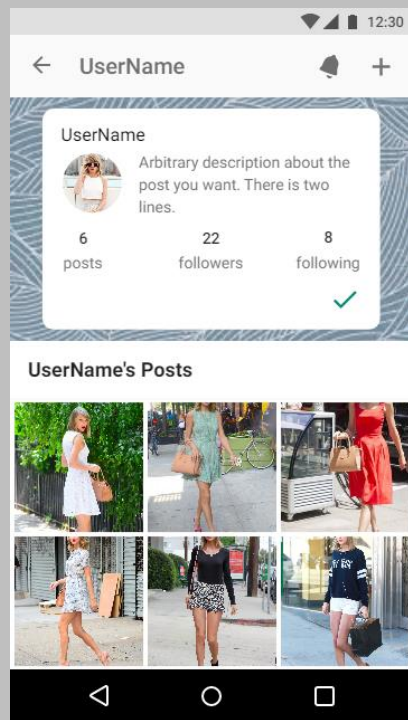 12:30
UserName
UserName
Arbitrary description about the
post you want. There is two
lines.
6 22 8
posts followers following
UserName's Posts